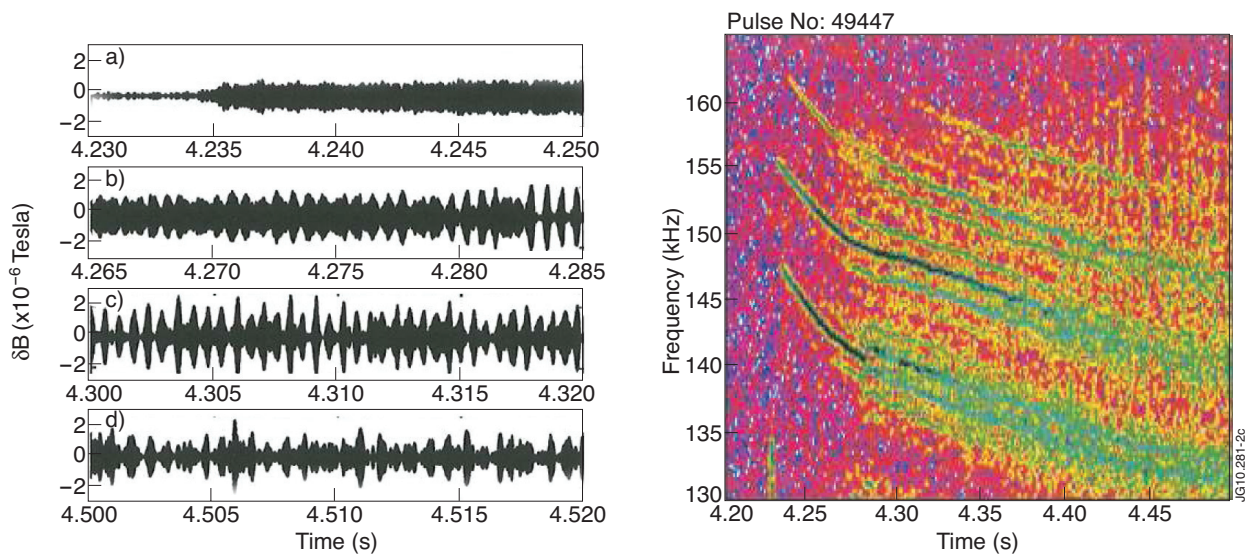 Pulse No: 49447
δB (x10⁻⁶ Tesla)
a)
2
0
−2
4.230 4.235 4.240 4.245 4.250
b)
2
0
−2
4.265 4.270 4.275 4.280 4.285
c)
2
0
−2
4.300 4.305 4.310 4.315 4.320
d)
2
0
−2
4.500 4.505 4.510 4.515 4.520
Time (s)
Frequency (kHz)
160
155
150
145
140
135
130
4.20 4.25 4.30 4.35 4.40 4.45
Time (s)
JG10.281-2c